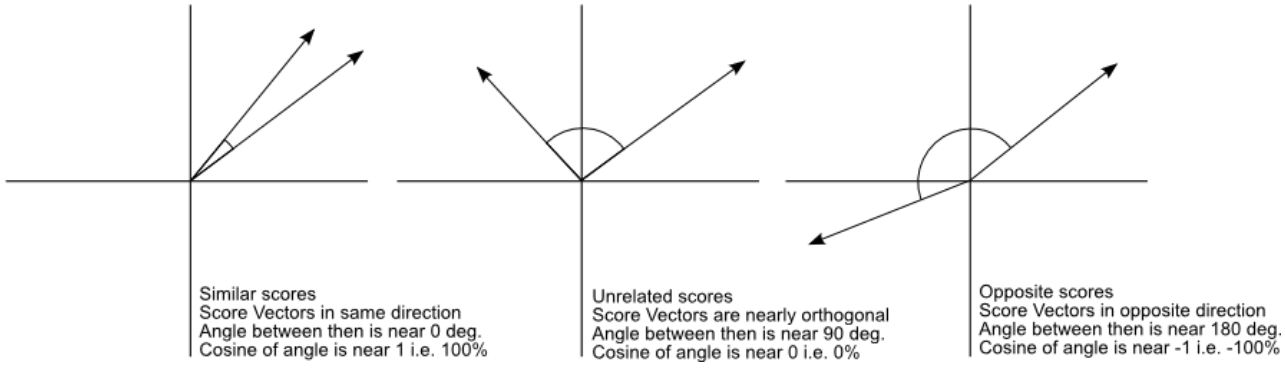 Similar scores
Score Vectors in same direction
Angle between then is near 0 deg.
Cosine of angle is near 1 i.e. 100%
Unrelated scores
Score Vectors are nearly orthogonal
Angle between then is near 90 deg.
Cosine of angle is near 0 i.e. 0%
Opposite scores
Score Vectors in opposite direction
Angle between then is near 180 deg.
Cosine of angle is near -1 i.e. -100%